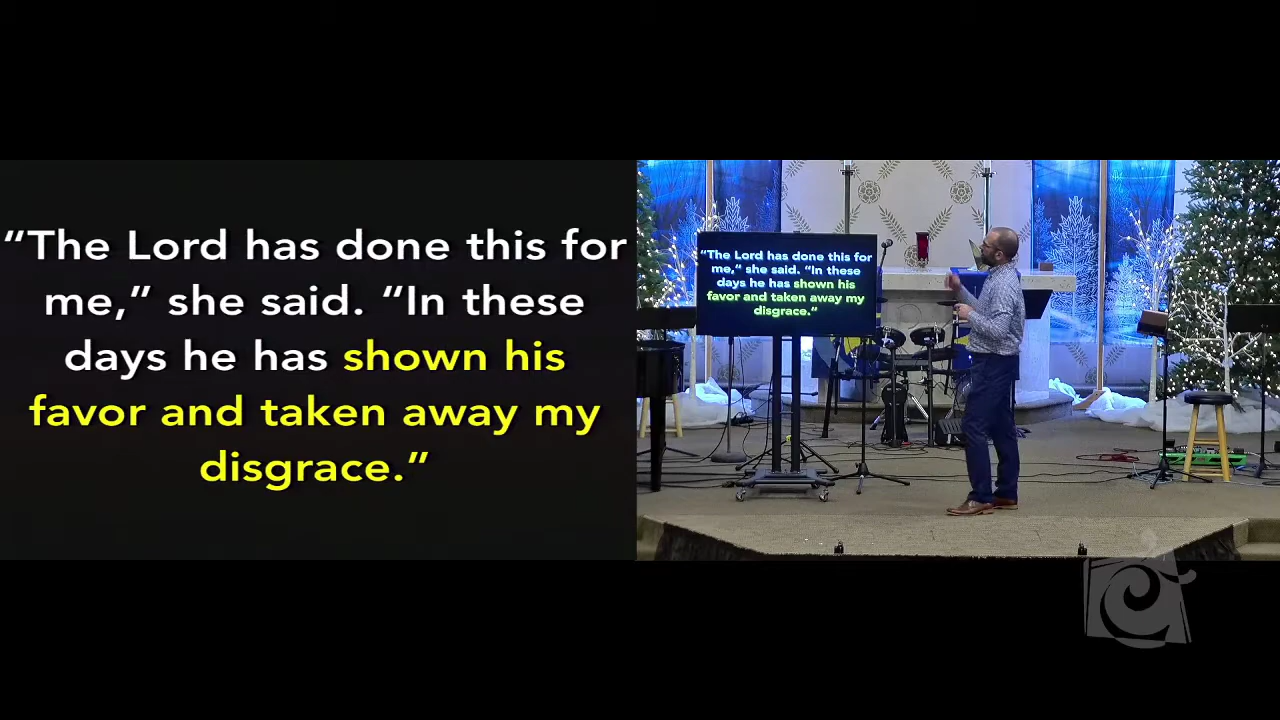 “The Lord has done this for
me,” she said. “In these
days he has shown his
favor and taken away my
disgrace.”
“The Lord has done this for
me,” she said. “In these
days he has shown his
favor and taken away my
disgrace.”